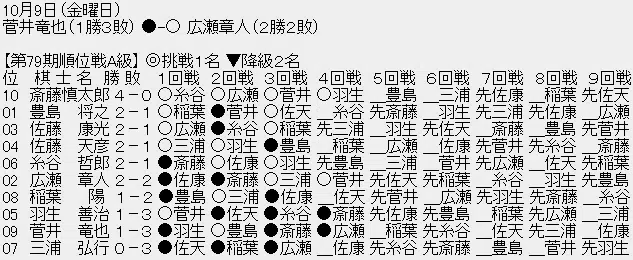 10月9日(金曜日)
菅井竜也(1勝3敗) ●-○ 広瀬章人(2勝2敗)
【第79期順位戦A級】 ◎挑戦1名 ▼降級2名
位 棋士名 勝敗 1回戦 2回戦 3回戦 4回戦 5回戦 6回戦 7回戦 8回戦 9回戦
10 斎藤慎太郎 4-0 ○糸谷 ○広瀬 ○菅井 ○羽生 __豊島 __三浦 先佐康 __稲葉 先佐天
01 豊島 将之 2-1 ○稲葉 ●菅井 ○佐天 __糸谷 先斎藤 __羽生 先三浦 先佐康 __広瀬
03 佐藤 康光 2-1 ○広瀬 ●糸谷 ○稲葉 先三浦 __羽生 先佐天 __斎藤 __豊島 先菅井
04 佐藤 天彦 2-1 ○三浦 ○羽生 ●豊島 __稲葉 先広瀬 __佐康 先菅井 先糸谷 __斎藤
06 糸谷 哲郎 2-1 ●斎藤 ○佐康 ○羽生 先豊島 __三浦 __菅井 先広瀬 __佐天 先稲葉
02 広瀬 章人 2-2 ●佐康 ●斎藤 ○三浦 ○菅井 __佐天 先稲葉 __糸谷 __羽生 先豊島
08 稲葉 陽 1-2 ●豊島 ○三浦 ●佐康 先佐天 先菅井 __広瀬 先羽生 先斎藤 __糸谷
05 羽生 善治 1-3 ○菅井 ●佐天 ●糸谷 ●斎藤 先佐康 先豊島 __稲葉 先広瀬 __三浦
09 菅井 竜也 1-3 ●羽生 ○豊島 ●斎藤 ●広瀬 __稲葉 先糸谷 __佐天 先三浦 __佐康
07 三浦 弘行 0-3 ●佐天 ●稲葉 ●広瀬 __佐康 先糸谷 先斎藤 __豊島 __菅井 先羽生